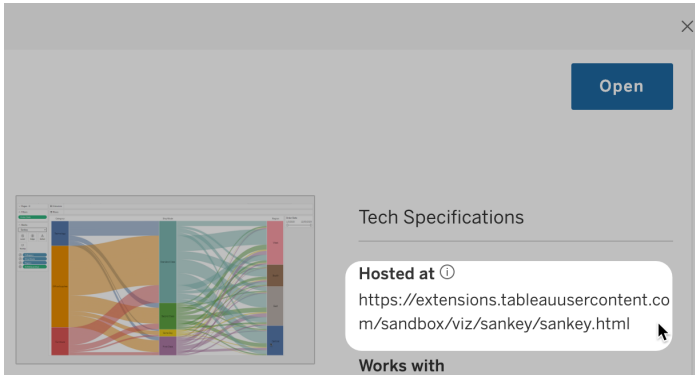 Open
Tech Specifications
Hosted at
https://extensions.tableauusercontent.co
m/sandbox/viz/sankey/sankey.html
Works with